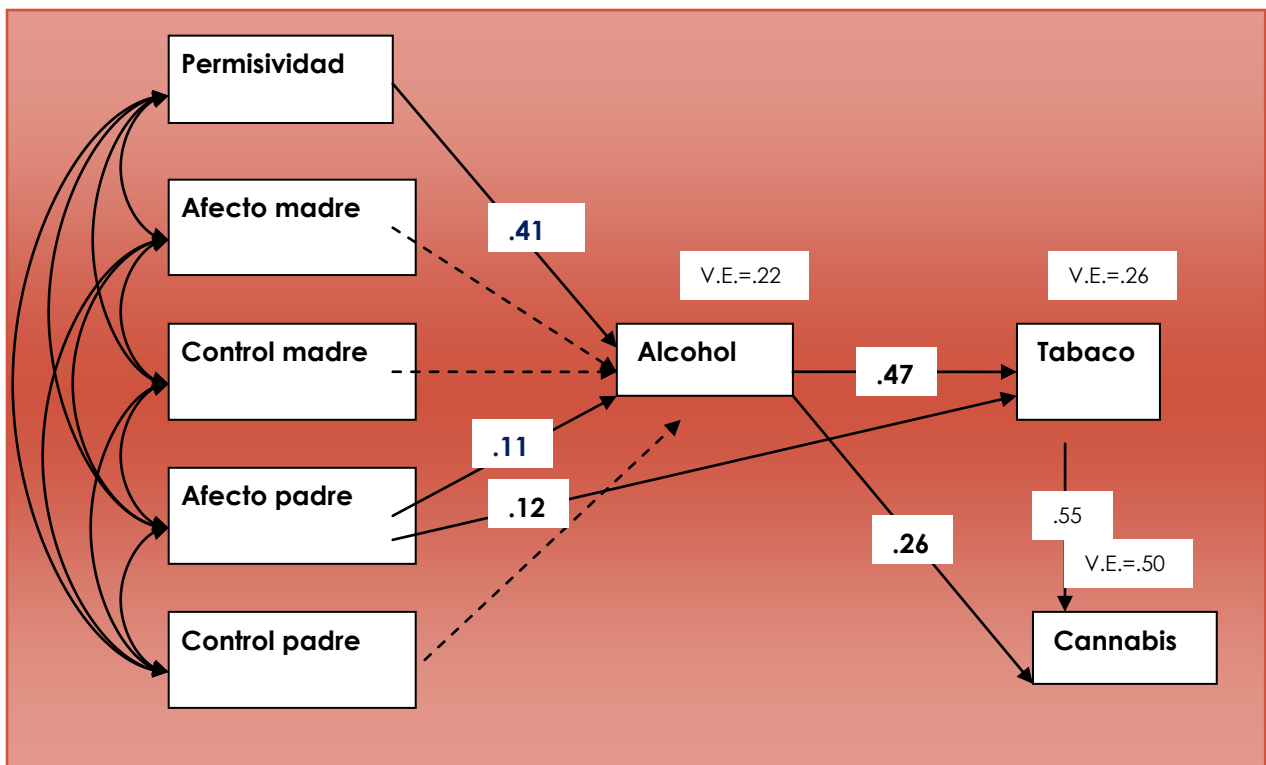 Permisividad
Afecto madre
.41
V.E.=.22
V.E.=.26
Control madre
Alcohol
.47
Tabaco
.11
Afecto padre
.12
.55
.26
V.E.=.50
Control padre
Cannabis